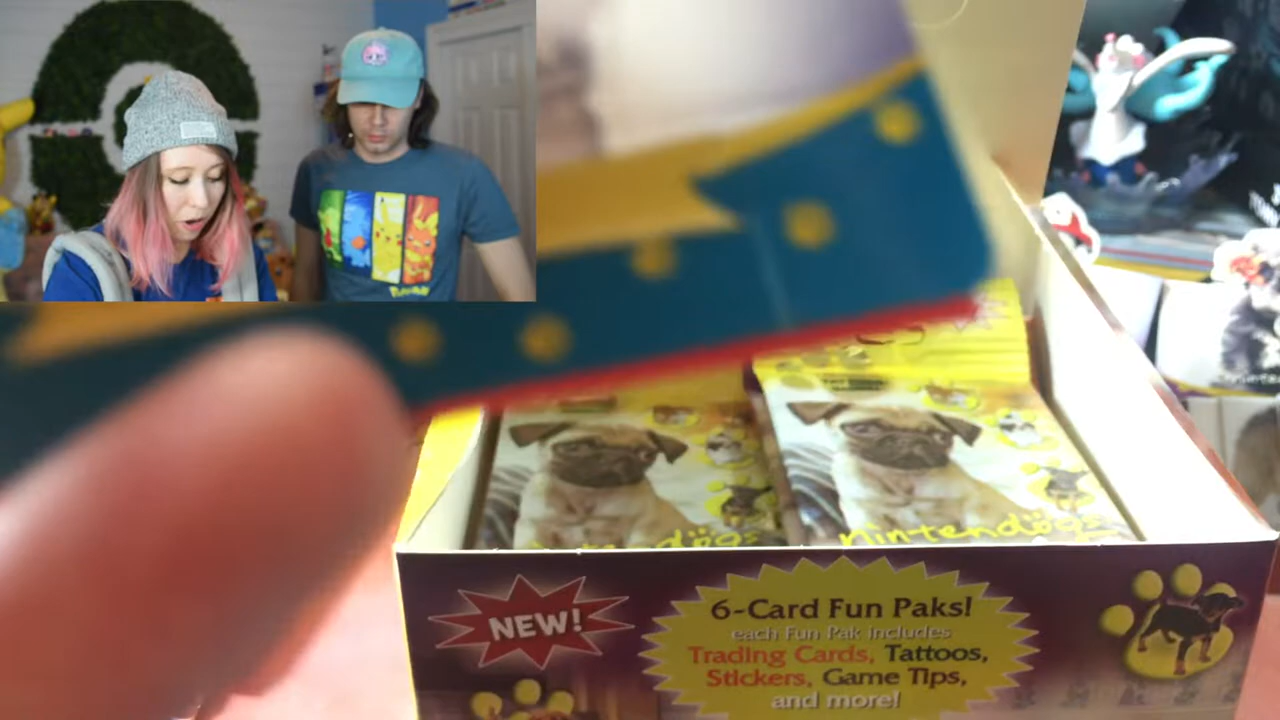 nintendogs
nintendogs
NEW!
6-Card Fun Paks!
each Fun Pak includes
Trading Cards, Tattoos,
Stickers, Game Tips,
and more!